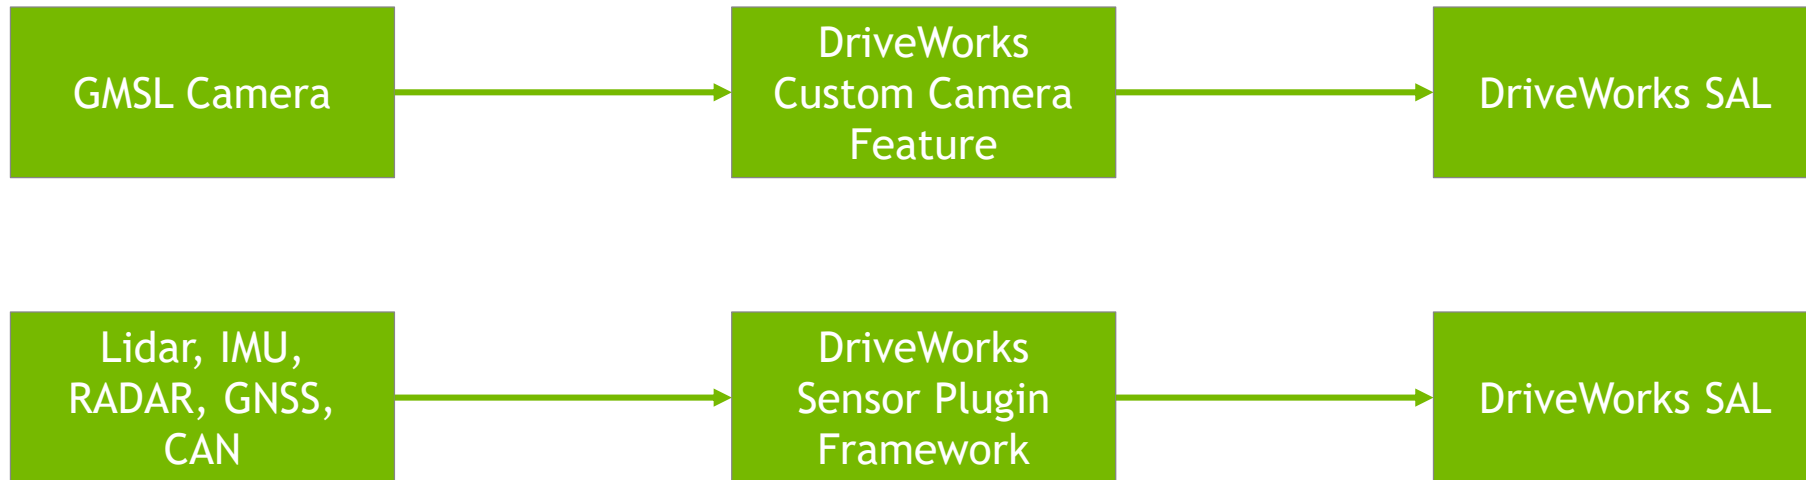 GMSL Camera
DriveWorks
Custom Camera
Feature
DriveWorks SAL
Lidar, IMU,
RADAR, GNSS,
CAN
DriveWorks
Sensor Plugin
Framework
DriveWorks SAL